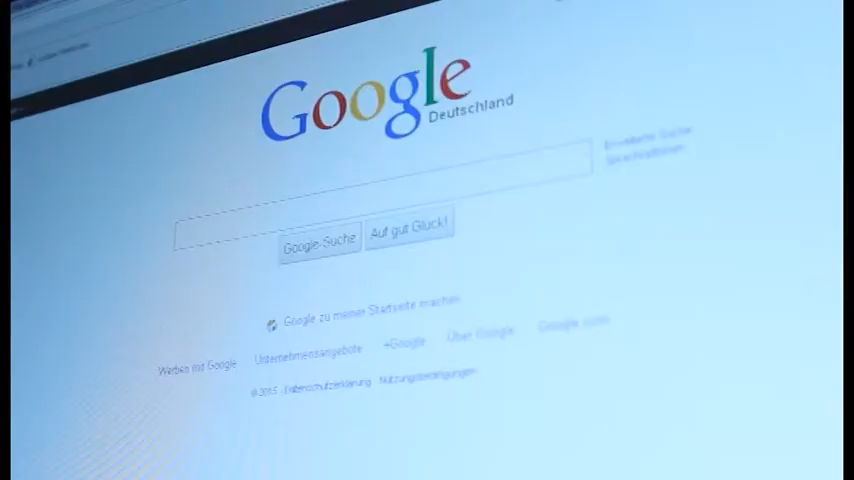 Google
Deutschland
Erweiterte Suche
Sprachoptionen
Google-Suche
Auf gut Glück!
Google zu meiner Startseite machen
Werben mit Google Unternehmensangebote +Google Über Google Google.com
© 2015 - Datenschutzerklärung Nutzungsbedingungen